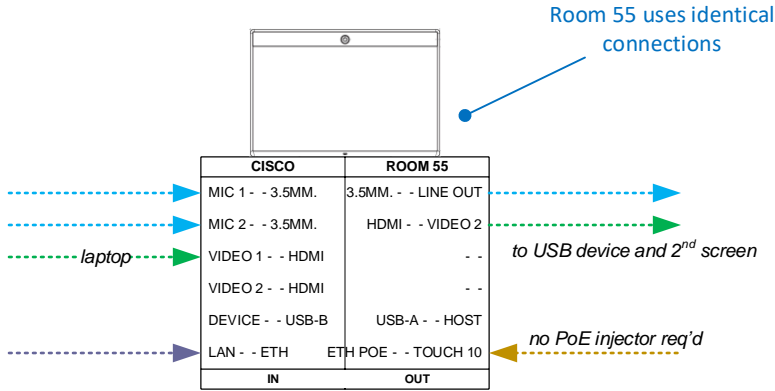 Room 55 uses identical
connections
CISCO ROOM 55
MIC 1 - - 3.5MM. 3.5MM. - - LINE OUT
MIC 2 - - 3.5MM. HDMI - - VIDEO 2
laptop VIDEO 1 - - HDMI - - to USB device and 2nd screen
VIDEO 2 - - HDMI - -
DEVICE - - USB-B USB-A - - HOST
LAN - - ETH ETH POE - - TOUCH 10 no PoE injector req'd
IN OUT